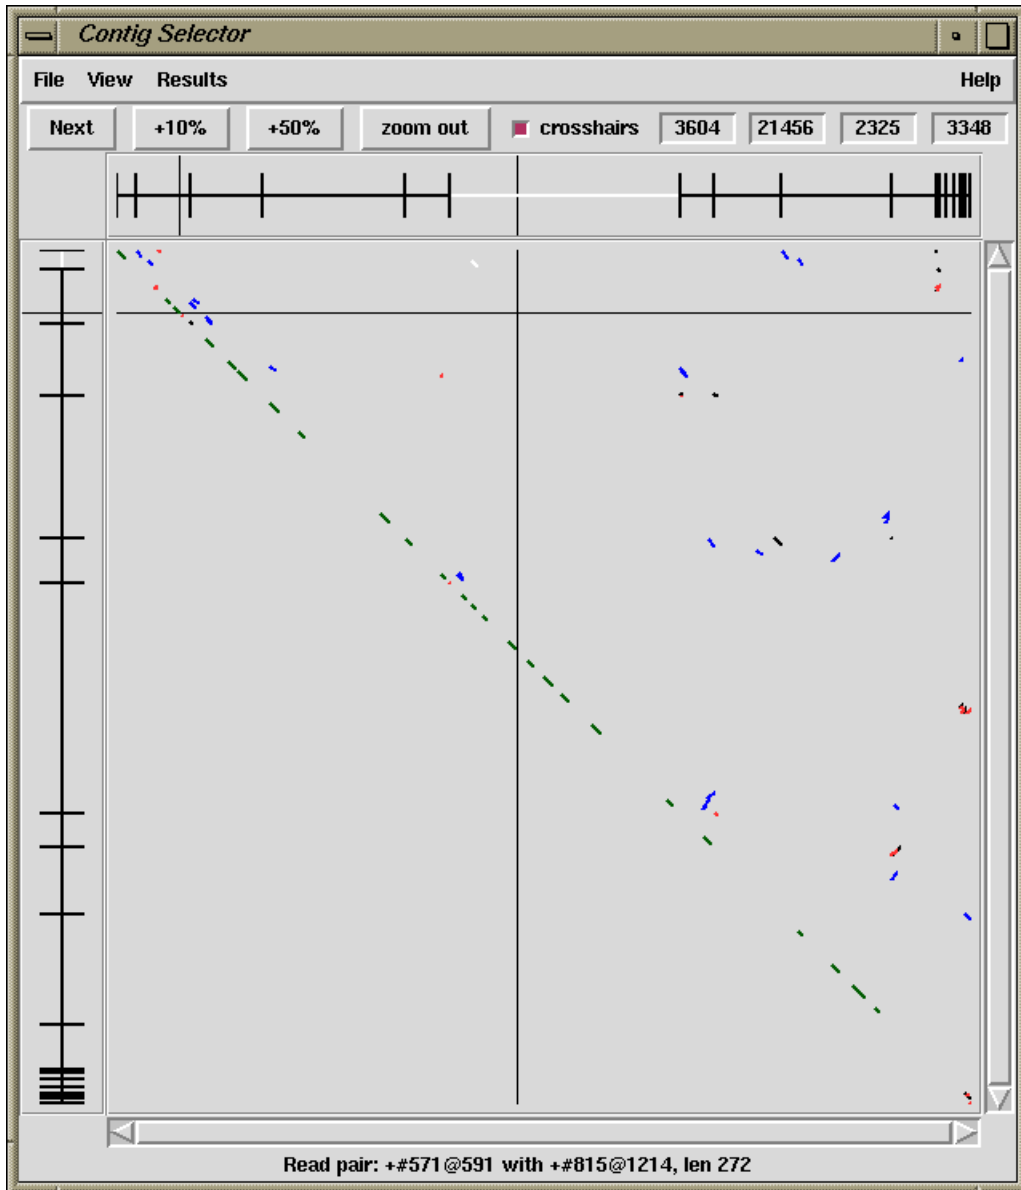 Contig Selector
File View Results Help
Next +10% +50% zoom out crosshairs 3604 21456 2325 3348
Read pair: +#571@591 with +#815@1214, len 272